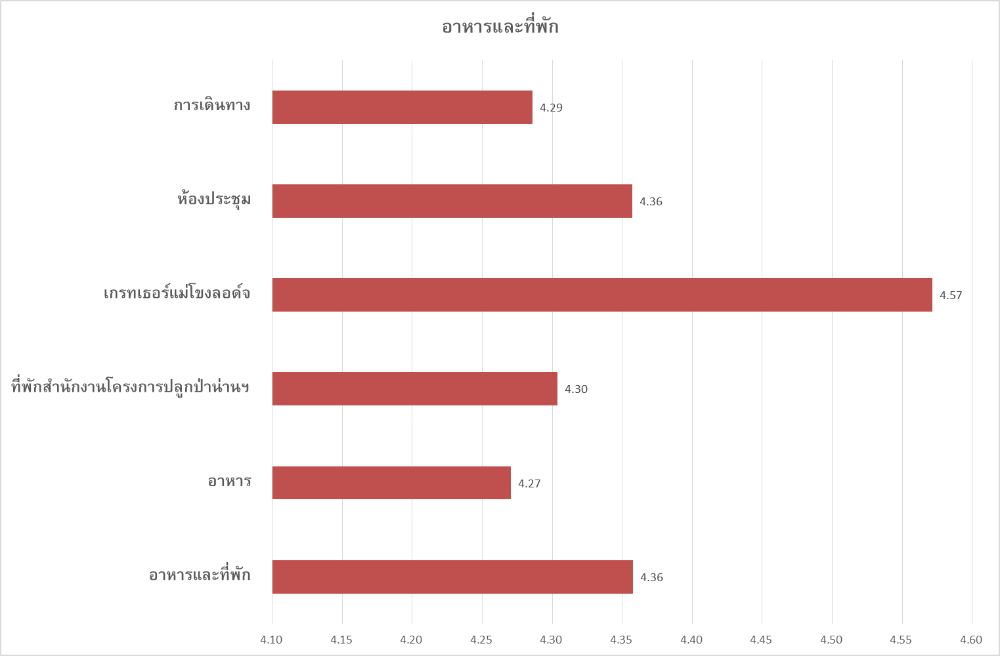 อาหารและที่พัก
การเดินทาง
4.29
ห้องประชุม
4.36
เกรทเธอร์แม่โขงลอด์จ
4.57
ที่พักสำนักงานโครงการปลูกป่าน่านฯ
4.30
อาหาร
4.27
อาหารและที่พัก
4.36
4.10 4.15 4.20 4.25 4.30 4.35 4.40 4.45 4.50 4.55 4.60